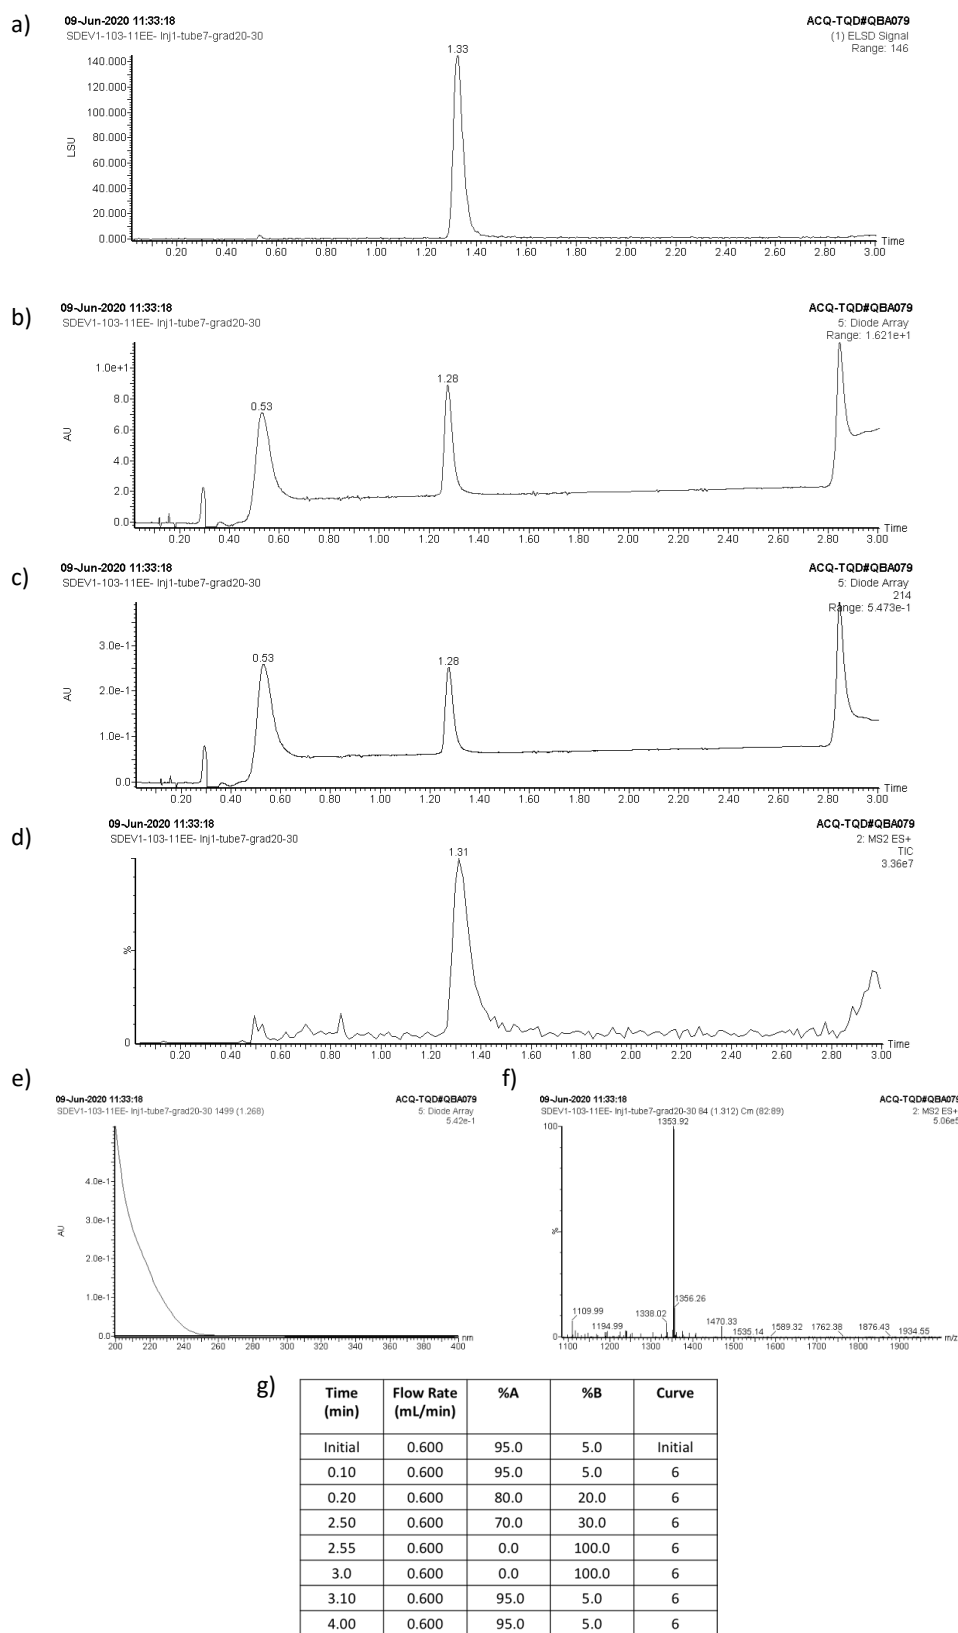 a)
09-Jun-2020 11:33:18
ACQ-TQD#QBA079
SDEV1-103-11EE- Inj1-tube7-grad20-30
(1) ELSD Signal
Range: 146
1.33
140.000
120.000
100.000
80.000
60.000
40.000
20.000
0.000
LSU
0.20 0.40 0.60 0.80 1.00 1.20 1.40 1.60 1.80 2.00 2.20 2.40 2.60 2.80 3.00
Time
b)
09-Jun-2020 11:33:18
ACQ-TQD#QBA079
SDEV1-103-11EE- Inj1-tube7-grad20-30
5: Diode Array
Range: 1.621e+1
1.0e+1
8.0
6.0
4.0
2.0
0.0
AU
0.53
1.28
0.20 0.40 0.60 0.80 1.00 1.20 1.40 1.60 1.80 2.00 2.20 2.40 2.60 2.80 3.00
Time
c)
09-Jun-2020 11:33:18
ACQ-TQD#QBA079
SDEV1-103-11EE- Inj1-tube7-grad20-30
5: Diode Array
214
Range: 5.473e-1
3.0e-1
2.0e-1
1.0e-1
0.0
AU
0.53
1.28
0.20 0.40 0.60 0.80 1.00 1.20 1.40 1.60 1.80 2.00 2.20 2.40 2.60 2.80 3.00
Time
d)
09-Jun-2020 11:33:18
ACQ-TQD#QBA079
SDEV1-103-11EE- Inj1-tube7-grad20-30
2: MS2 ES+
TIC
3.36e7
1.31
%
0
0.20 0.40 0.60 0.80 1.00 1.20 1.40 1.60 1.80 2.00 2.20 2.40 2.60 2.80 3.00
Time
e)
09-Jun-2020 11:33:18
ACQ-TQD#QBA079
SDEV1-103-11EE- Inj1-tube7-grad20-30 1499 (1.268)
5: Diode Array
5.42e-1
4.0e-1
3.0e-1
2.0e-1
1.0e-1
0.0
AU
200 220 240 260 280 300 320 340 360 380 400
nm
f)
09-Jun-2020 11:33:18
ACQ-TQD#QBA079
SDEV1-103-11EE- Inj1-tube7-grad20-30 84 (1.312) Cm (82:89)
2: MS2 ES+
5.06e5
1353.92
100
%
0
1109.99
1194.99
1338.02
1356.26
1470.33
1535.14
1589.32
1762.38
1876.43
1934.55
1100 1200 1300 1400 1500 1600 1700 1800 1900
m/z
g)
Time (min) Flow Rate (mL/min) %A %B Curve
Initial 0.600 95.0 5.0 Initial
0.10 0.600 95.0 5.0 6
0.20 0.600 80.0 20.0 6
2.50 0.600 70.0 30.0 6
2.55 0.600 0.0 100.0 6
3.0 0.600 0.0 100.0 6
3.10 0.600 95.0 5.0 6
4.00 0.600 95.0 5.0 6